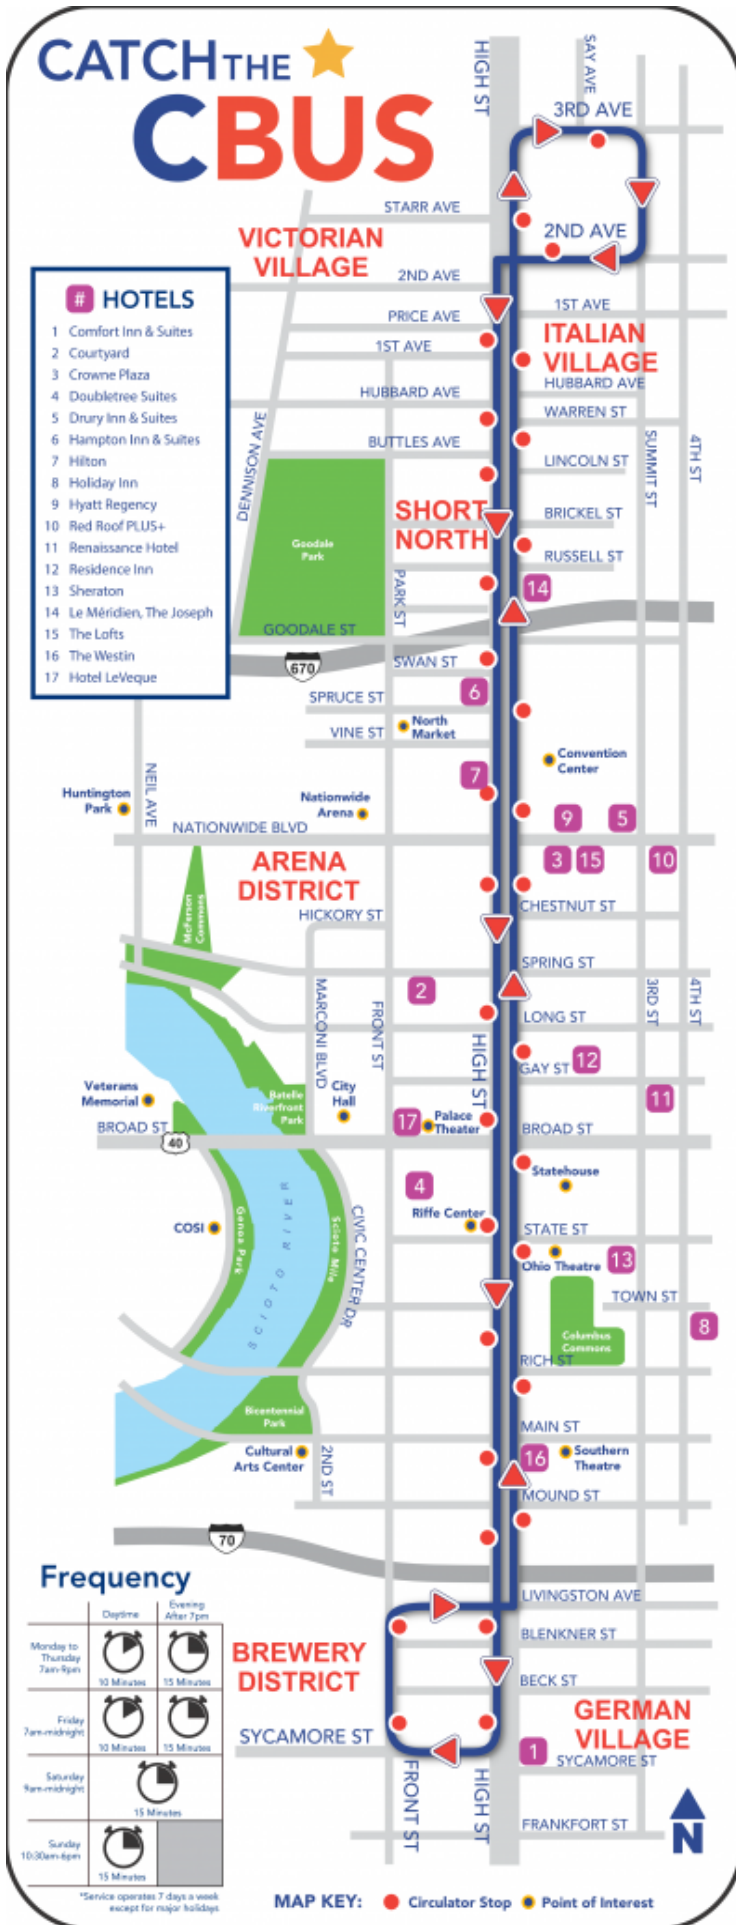 CATCH THE
CBUS
HIGH ST
SAY AVE
3RD AVE
STARR AVE
2ND AVE
VICTORIAN
VILLAGE
2ND AVE
# HOTELS
1 Comfort Inn & Suites
2 Courtyard
3 Crowne Plaza
4 Doubletree Suites
5 Drury Inn & Suites
6 Hampton Inn & Suites
7 Hilton
8 Holiday Inn
9 Hyatt Regency
10 Red Roof PLUS+
11 Renaissance Hotel
12 Residence Inn
13 Sheraton
14 Le Méridien, The Joseph
15 The Lofts
16 The Westin
17 Hotel LeVeque
PRICE AVE
1ST AVE
1ST AVE
ITALIAN
VILLAGE
HUBBARD AVE
HUBBARD AVE
WARREN ST
DENNISON AVE
BUTTLES AVE
LINCOLN ST
SUMMIT ST
4TH ST
SHORT
NORTH
BRICKEL ST
RUSSELL ST
Goodale
Park
PARK ST
14
GOODALE ST
670
SWAN ST
6
SPRUCE ST
VINE ST
North
Market
Convention
Center
7
NEIL AVE
Huntington
Park
Nationwide
Arena
9
5
NATIONWIDE BLVD
3
15
10
ARENA
DISTRICT
McFerson
Commons
HICKORY ST
CHESTNUT ST
SPRING ST
2
MARCONI BLVD
FRONT ST
3RD ST
4TH ST
LONG ST
HIGH ST
GAY ST
12
11
Veterans
Memorial
Batelle
Riverfront
Park
City
Hall
17
Palace
Theater
BROAD ST
40
BROAD ST
4
Statehouse
Riffe Center
COSI
Genoa Park
SCIOTO RIVER
Scioto Mile
CIVIC CENTER DR
STATE ST
Ohio Theatre
13
TOWN ST
8
Columbus
Commons
RICH ST
Bicentennial
Park
MAIN ST
Cultural
Arts Center
2ND ST
16
Southern
Theatre
MOUND ST
70
LIVINGSTON AVE
BLENKNER ST
BREWERY
DISTRICT
BECK ST
GERMAN
VILLAGE
SYCAMORE ST
1
SYCAMORE ST
FRONT ST
HIGH ST
FRANKFORT ST
N
Frequency
Daytime
Evening
After 7pm
Monday to
Thursday
7am-9pm
10 Minutes
15 Minutes
Friday
7am-midnight
10 Minutes
15 Minutes
Saturday
9am-midnight
15 Minutes
Sunday
10:30am-6pm
15 Minutes
*Service operates 7 days a week
except for major holidays
MAP KEY: Circulator Stop Point of Interest